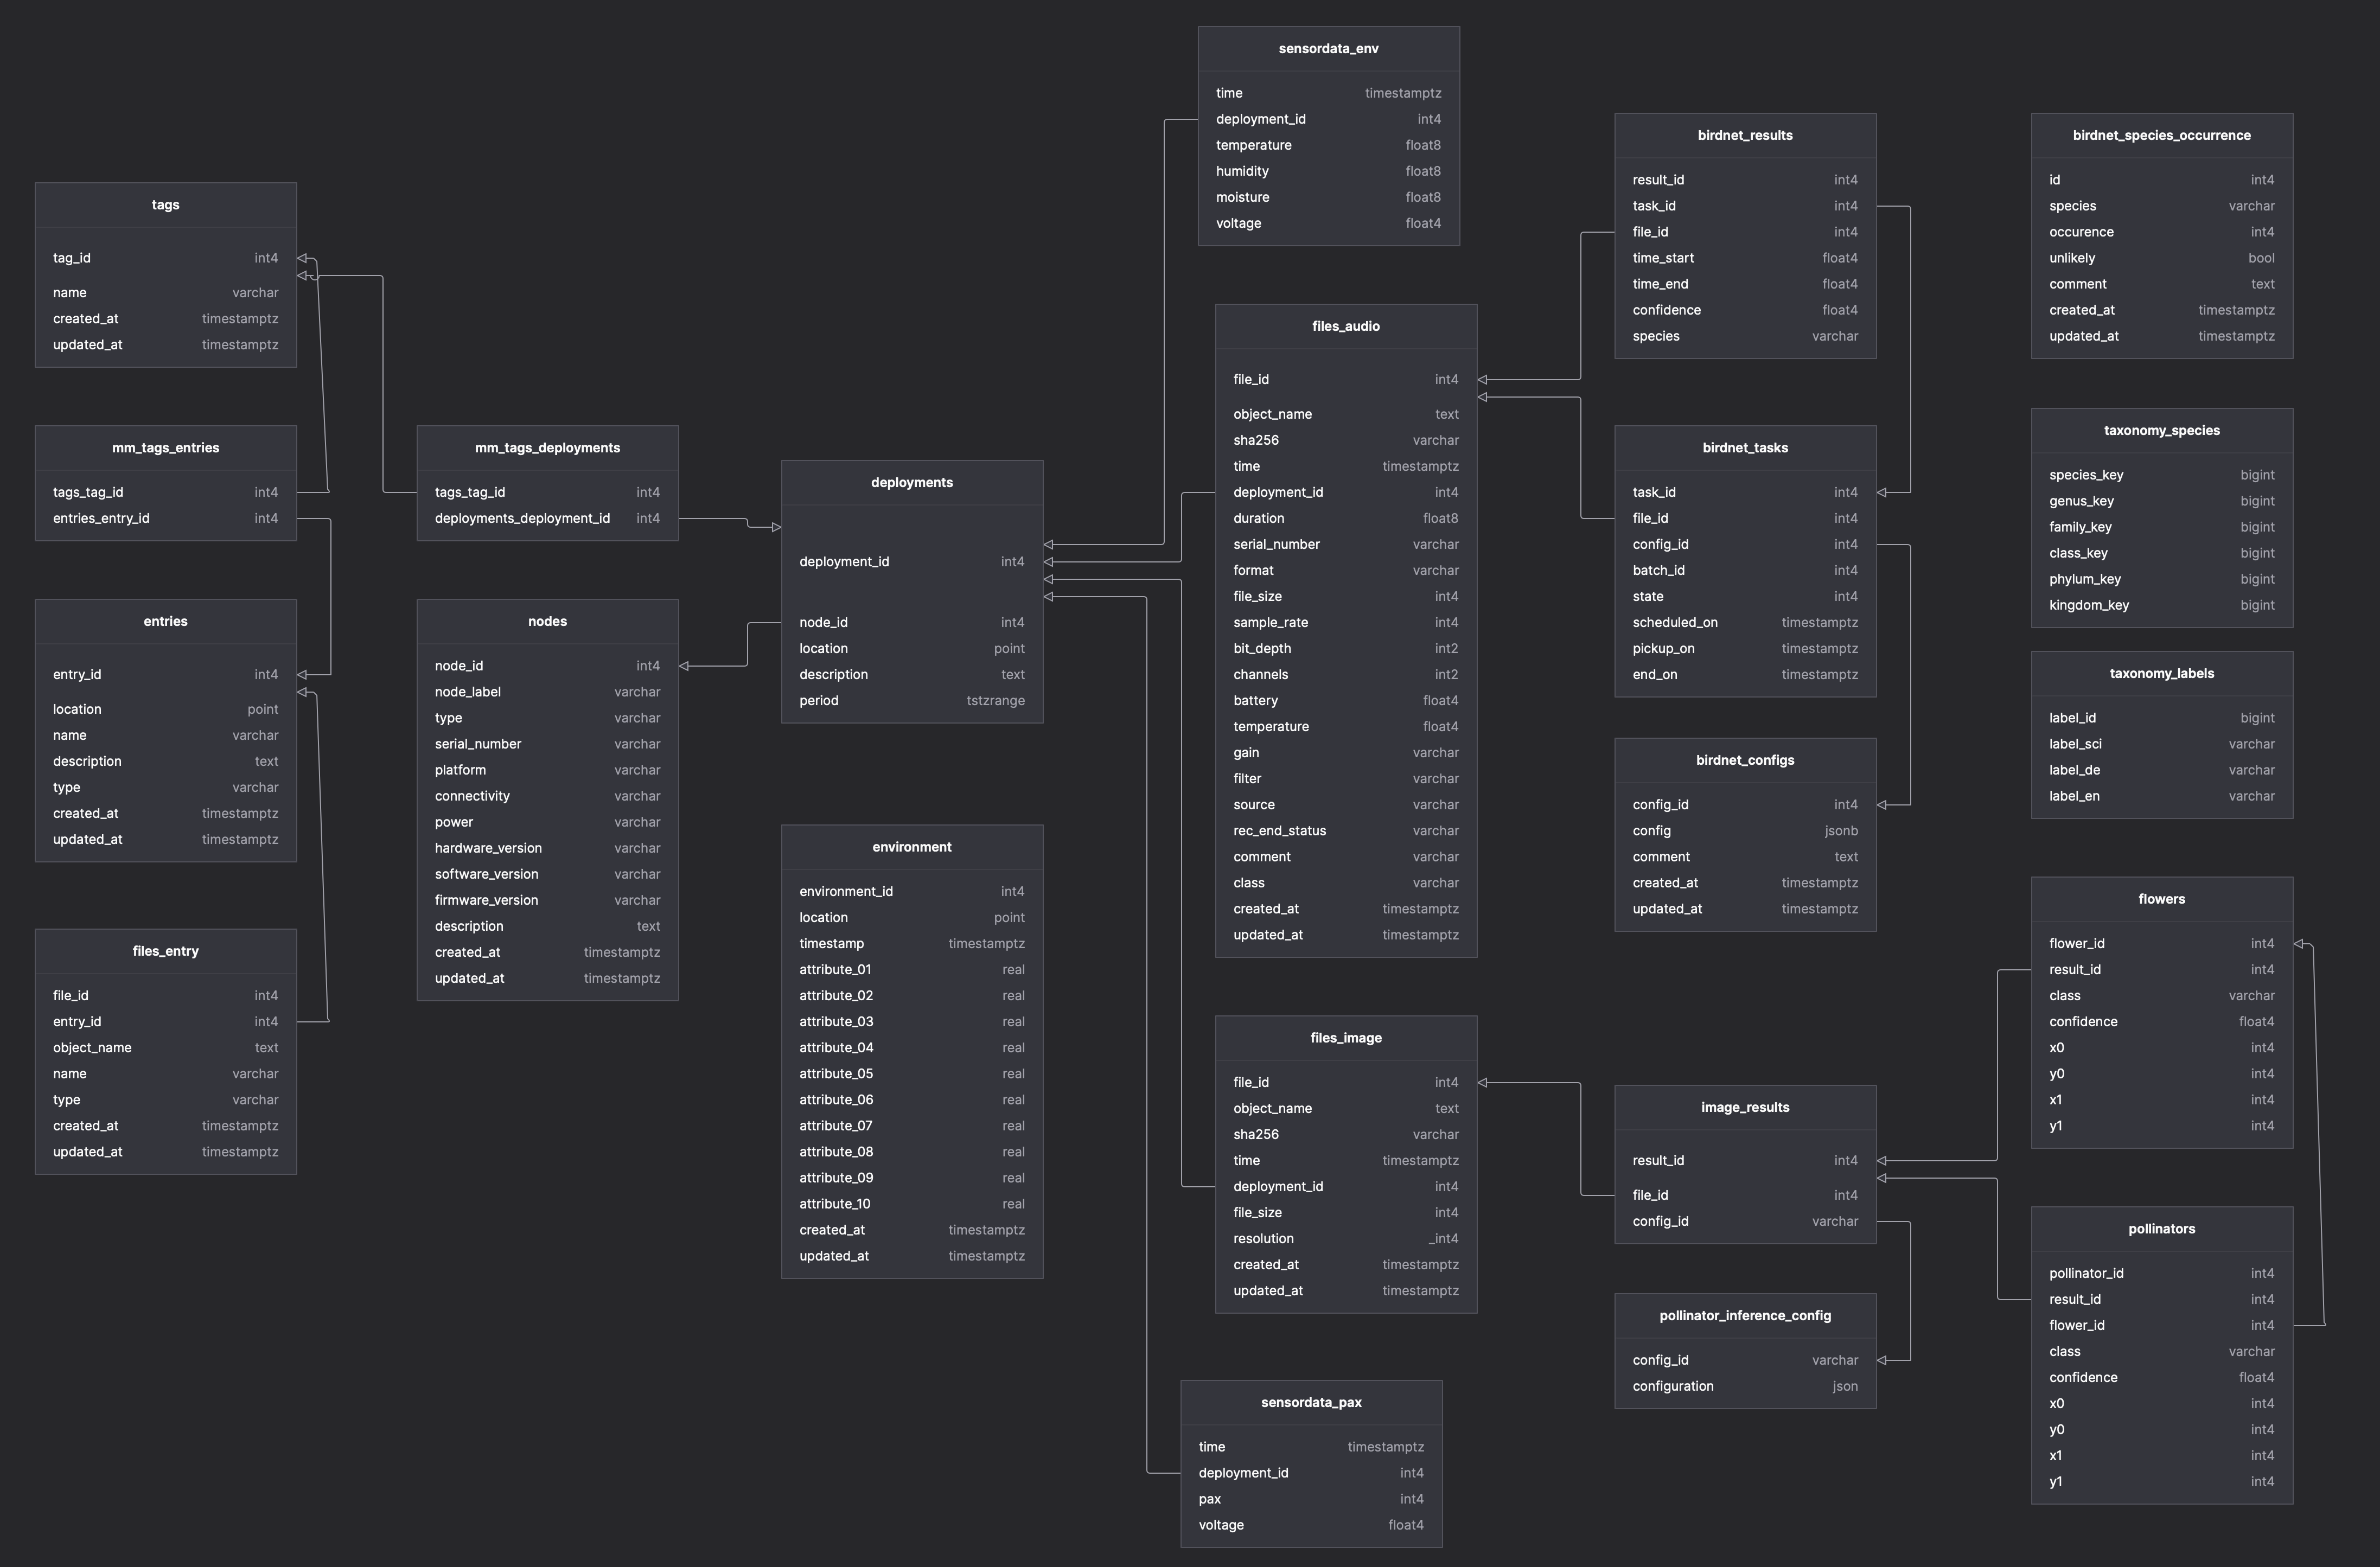 sensordata_env
time timestamptz
deployment_id int4
temperature float8
humidity float8
moisture float8
voltage float4
tags
tag_id int4
name varchar
created_at timestamptz
updated_at timestamptz
mm_tags_entries
tags_tag_id int4
entries_entry_id int4
entries
entry_id int4
location point
name varchar
description text
type varchar
created_at timestamptz
updated_at timestamptz
files_entry
file_id int4
entry_id int4
object_name text
name varchar
type varchar
created_at timestamptz
updated_at timestamptz
mm_tags_deployments
tags_tag_id int4
deployments_deployment_id int4
nodes
node_id int4
node_label varchar
type varchar
serial_number varchar
platform varchar
connectivity varchar
power varchar
hardware_version varchar
software_version varchar
firmware_version varchar
description text
created_at timestamptz
updated_at timestamptz
deployments
deployment_id int4
node_id int4
location point
description text
period tstzrange
environment
environment_id int4
location point
timestamp timestamptz
attribute_01 real
attribute_02 real
attribute_03 real
attribute_04 real
attribute_05 real
attribute_06 real
attribute_07 real
attribute_08 real
attribute_09 real
attribute_10 real
created_at timestamptz
updated_at timestamptz
files_audio
file_id int4
object_name text
sha256 varchar
time timestamptz
deployment_id int4
duration float8
serial_number varchar
format varchar
file_size int4
sample_rate int4
bit_depth int2
channels int2
battery float4
temperature float4
gain varchar
filter varchar
source varchar
rec_end_status varchar
comment varchar
class varchar
created_at timestamptz
updated_at timestamptz
files_image
file_id int4
object_name text
sha256 varchar
time timestamptz
deployment_id int4
file_size int4
resolution _int4
created_at timestamptz
updated_at timestamptz
sensordata_pax
time timestamptz
deployment_id int4
pax int4
voltage float4
birdnet_results
result_id int4
task_id int4
file_id int4
time_start float4
time_end float4
confidence float4
species varchar
birdnet_tasks
task_id int4
file_id int4
config_id int4
batch_id int4
state int4
scheduled_on timestamptz
pickup_on timestamptz
end_on timestamptz
birdnet_configs
config_id int4
config jsonb
comment text
created_at timestamptz
updated_at timestamptz
image_results
result_id int4
file_id int4
config_id varchar
pollinator_inference_config
config_id varchar
configuration json
birdnet_species_occurrence
id int4
species varchar
occurence int4
unlikely bool
comment text
created_at timestamptz
updated_at timestamptz
taxonomy_species
species_key bigint
genus_key bigint
family_key bigint
class_key bigint
phylum_key bigint
kingdom_key bigint
taxonomy_labels
label_id bigint
label_sci varchar
label_de varchar
label_en varchar
flowers
flower_id int4
result_id int4
class varchar
confidence float4
x0 int4
y0 int4
x1 int4
y1 int4
pollinators
pollinator_id int4
result_id int4
flower_id int4
class varchar
confidence float4
x0 int4
y0 int4
x1 int4
y1 int4